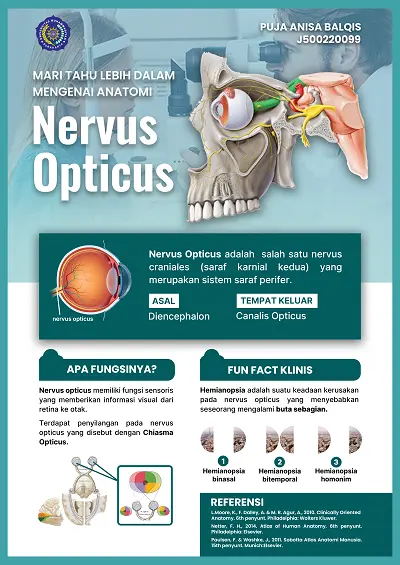 PUJA ANISA BALQIS
J500220099
MARI TAHU LEBIH DALAM
MENGENAI ANATOMI
Nervus
Opticus
Nervus Opticus adalah salah satu nervus
craniales (saraf karnial kedua) yang
merupakan sistem saraf perifer.
ASAL
Diencephalon
TEMPAT KELUAR
Canalis Opticus
nervus opticus
APA FUNGSINYA?
Nervus opticus memiliki fungsi sensoris
yang memberikan informasi visual dari
retina ke otak.
Terdapat penyilangan pada nervus
opticus yang disebut dengan Chiasma
Opticus.
FUN FACT KLINIS
Hemianopsia adalah suatu keadaan kerusakan
pada nervus opticus yang menyebabkan
seseorang mengalami buta sebagian.
1
Hemianopsia
binasal
2
Hemianopsia
bitemporal
3
Hemianopsia
homonim
REFERENSI
L.Moore, K., F. Dalley, A. & M. R. Agur, A., 2010. Clinically Oriented
Anatomy. 6th penyunt. Philadelphia: Wolters Kluwer.
Netter, F. H., 2014. Atlas of Human Anatomy. 6th penyunt.
Philadelphia: Elsevier.
Paulsen, F. & Washke, J., 2011. Sobotta Atlas Anatomi Manusia.
15th penyunt. Munich:Elsevier.